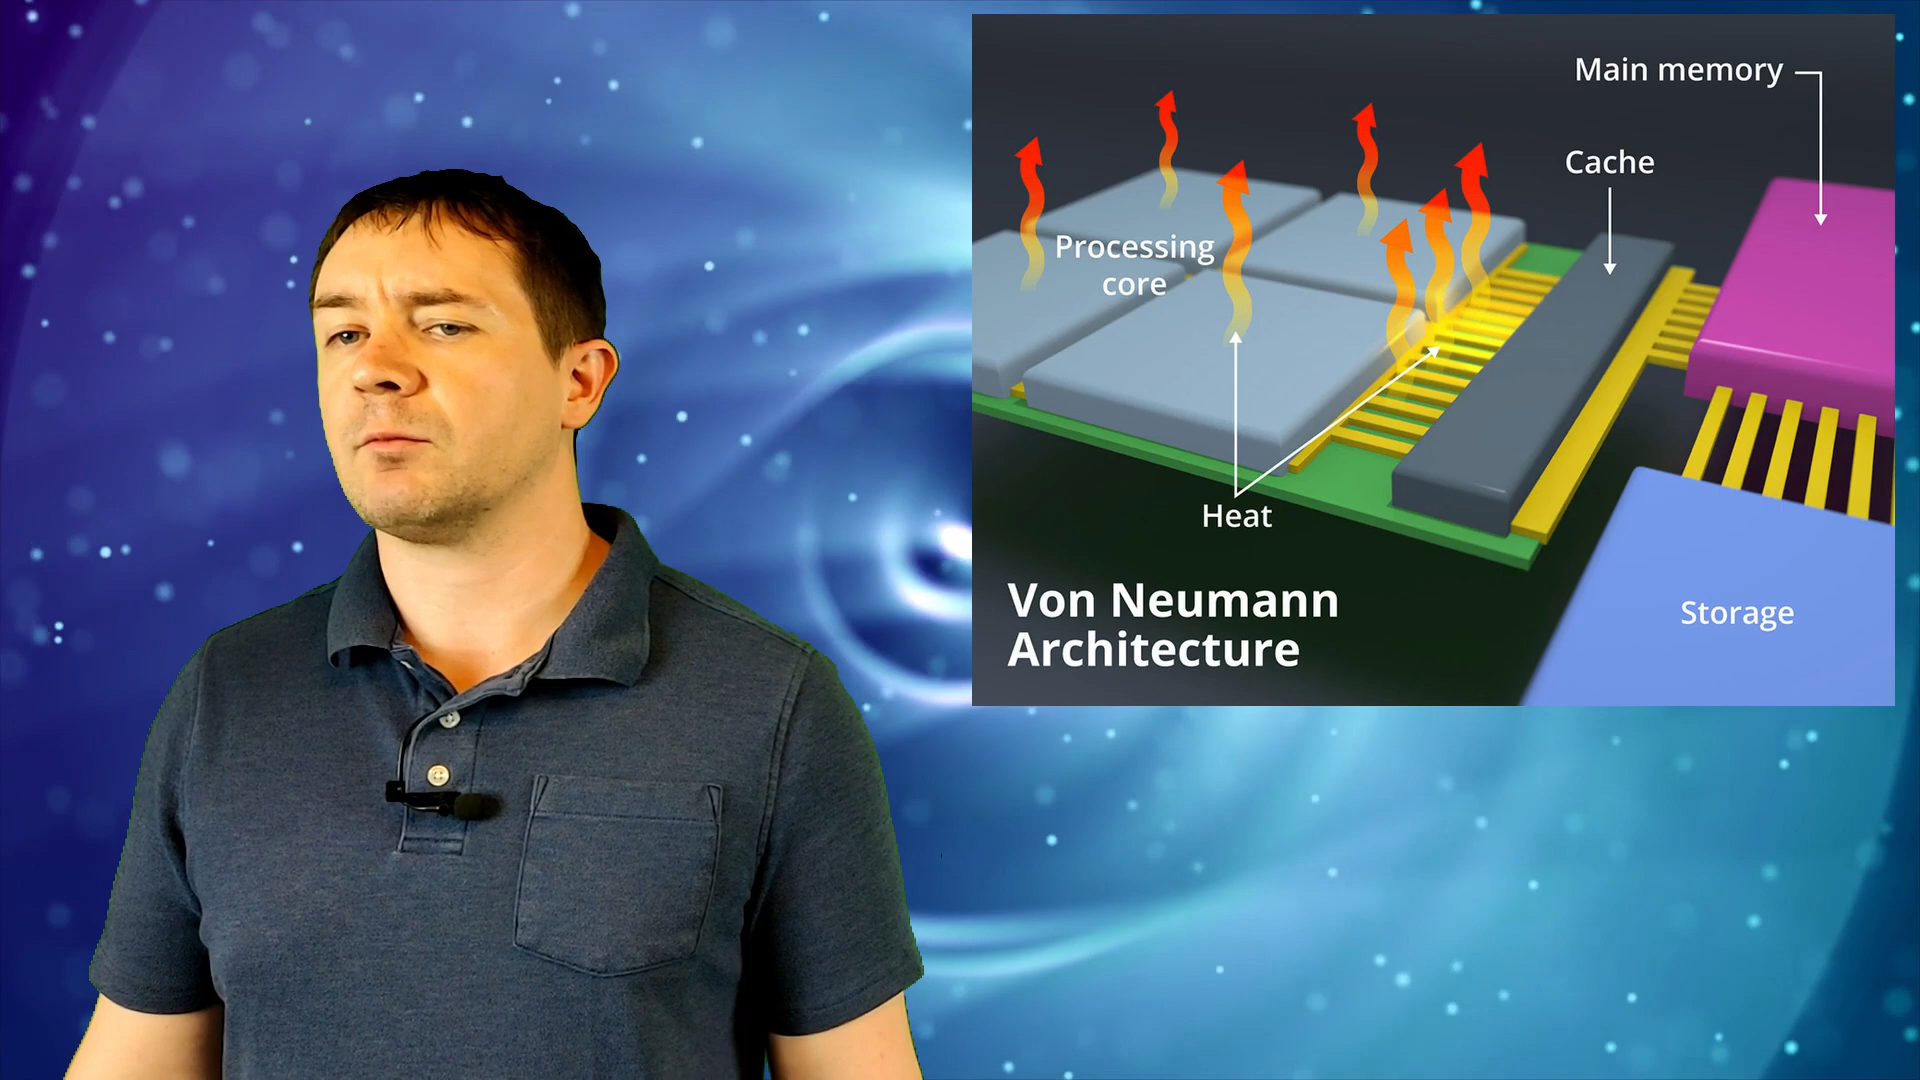 Main memory
Cache
Processing
core
Heat
Von Neumann
Architecture
Storage